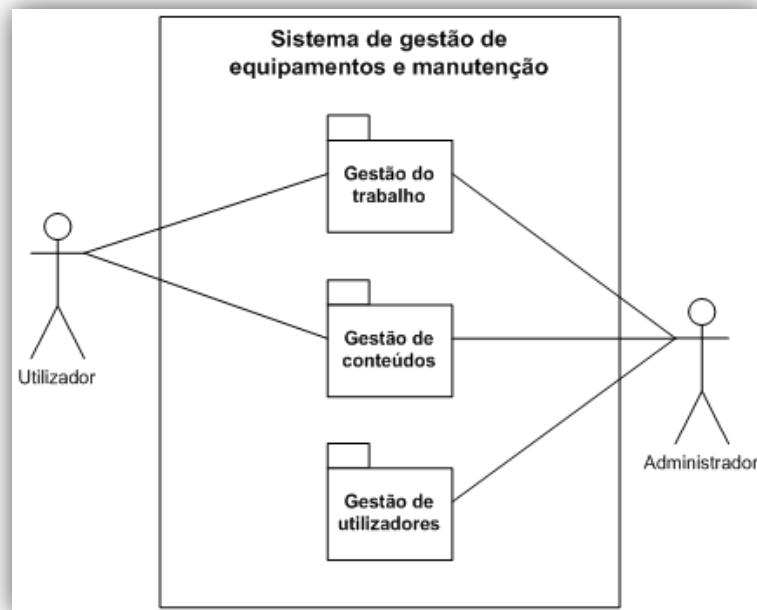 Sistema de gestão de
equipamentos e manutenção
Gestão do
trabalho
Gestão de
conteúdos
Utilizador
Administrador
Gestão de
utilizadores